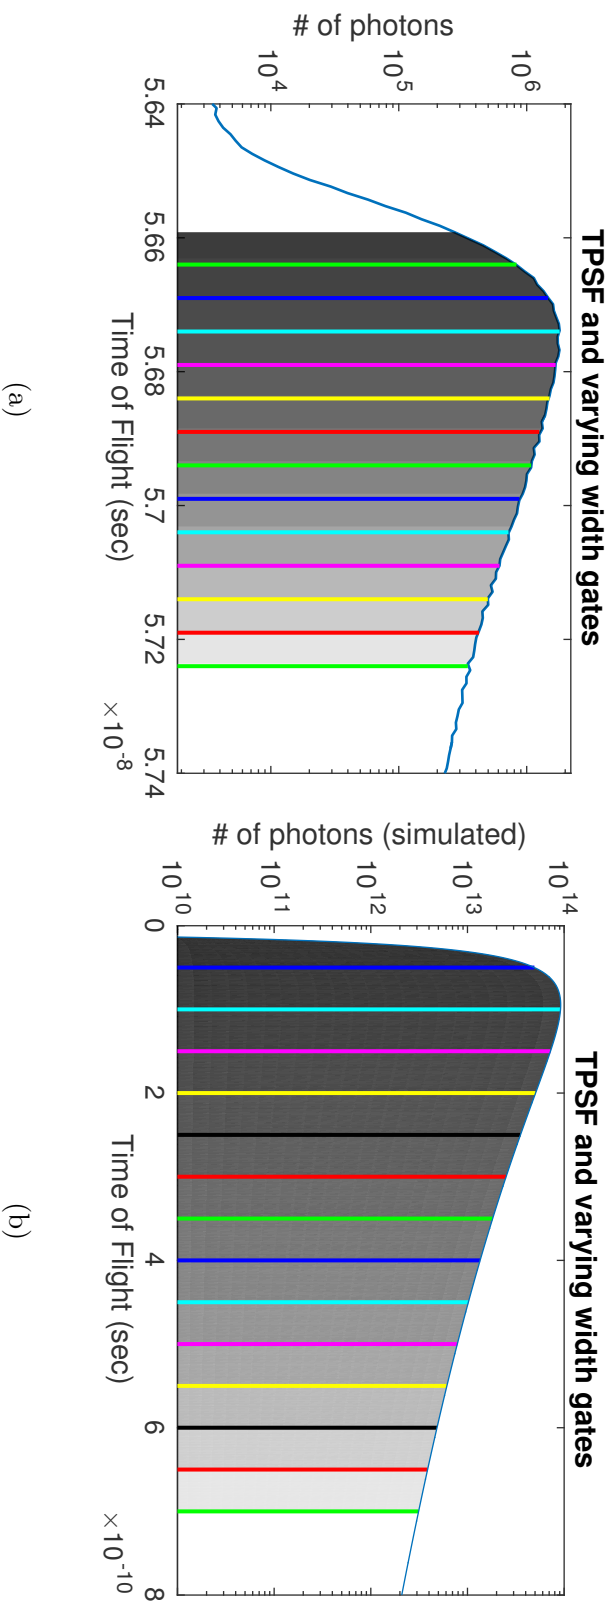 TPSF and varying width gates
# of photons
10^6
10^5
10^4
5.64
5.66
5.68
5.7
5.72
5.74
Time of Flight (sec)
×10^-8
(a)
TPSF and varying width gates
# of photons (simulated)
10^14
10^13
10^12
10^11
10^10
0
2
4
6
8
Time of Flight (sec)
×10^-10
(b)